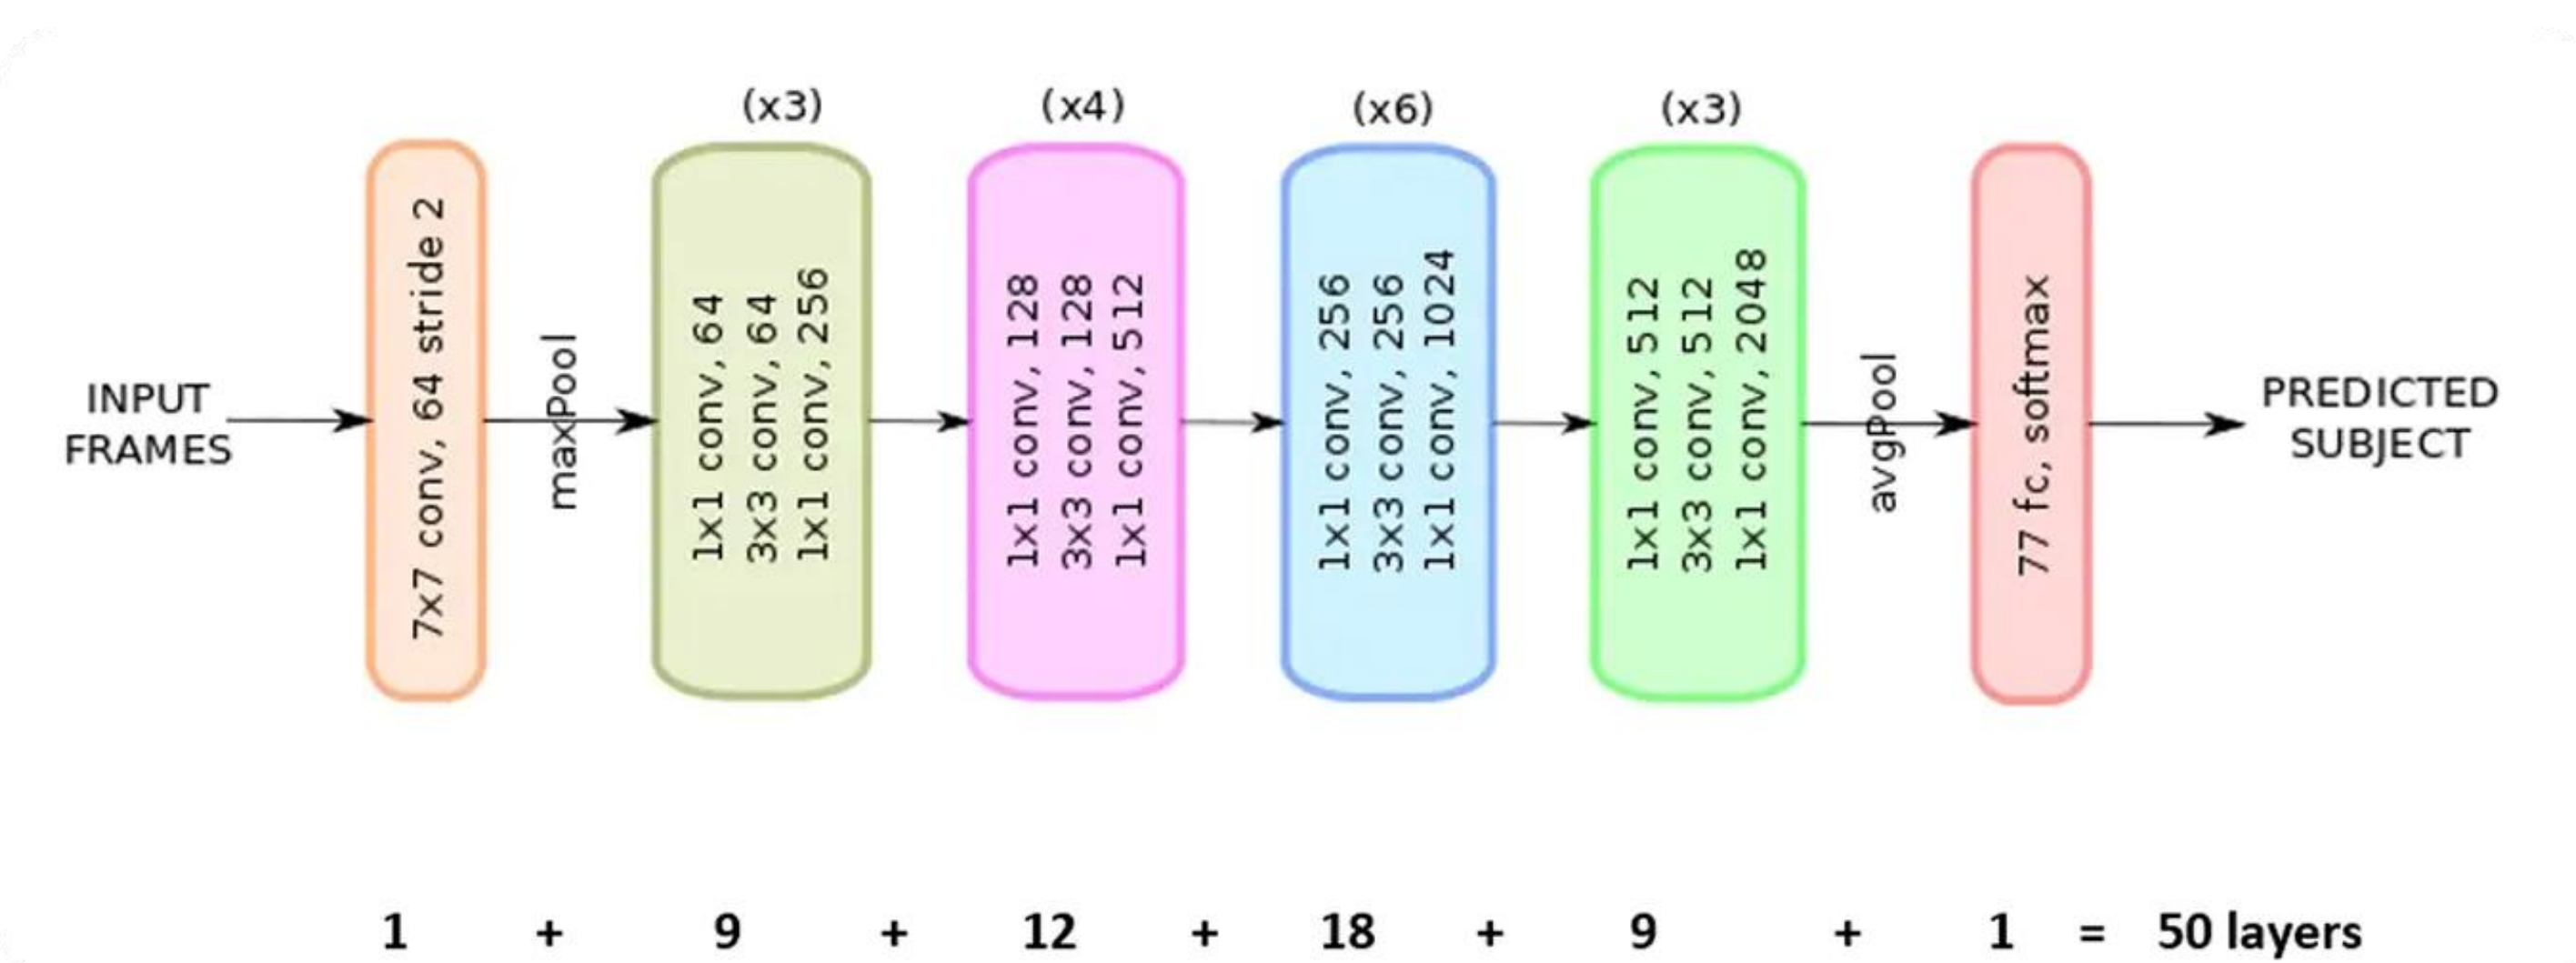 (x3)
(x4)
(x6)
(x3)
INPUT
FRAMES
7x7 conv, 64 stride 2
maxPool
1x1 conv, 64
3x3 conv, 64
1x1 conv, 256
1x1 conv, 128
3x3 conv, 128
1x1 conv, 512
1x1 conv, 256
3x3 conv, 256
1x1 conv, 1024
1x1 conv, 512
3x3 conv, 512
1x1 conv, 2048
avgPool
77 fc, softmax
PREDICTED
SUBJECT
1 + 9 + 12 + 18 + 9 + 1 = 50 layers